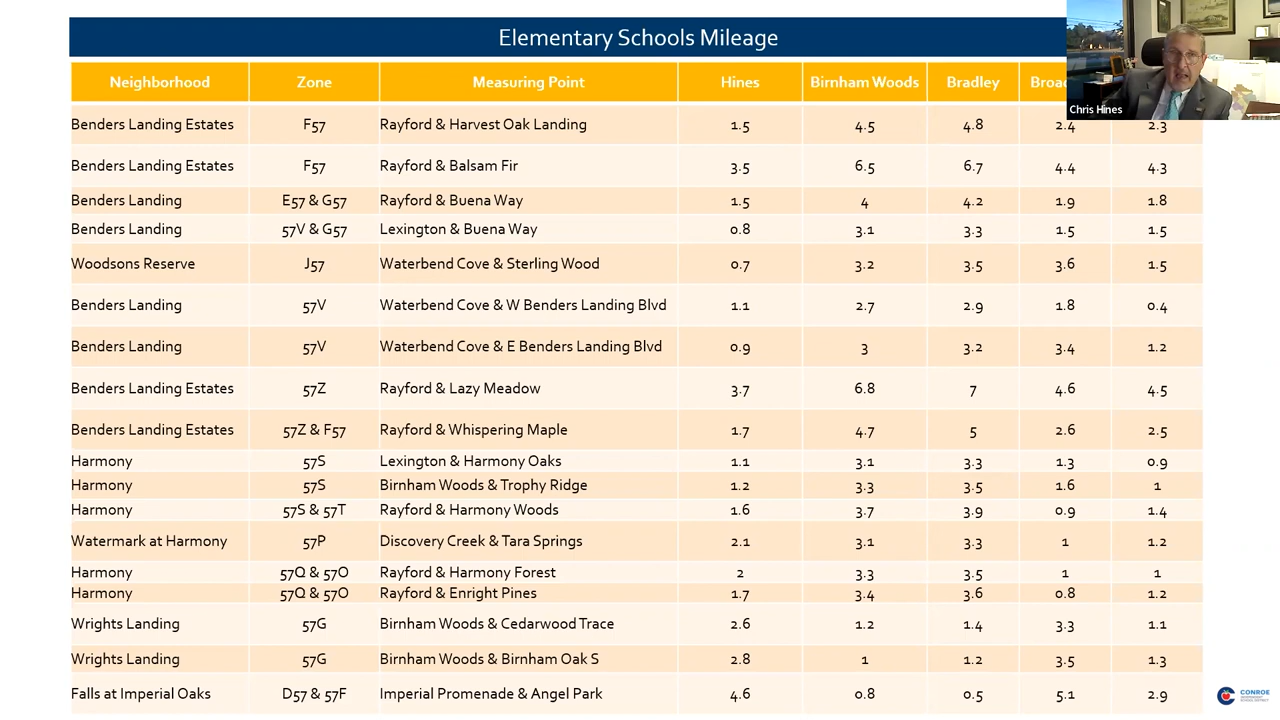 Elementary Schools Mileage
Neighborhood Zone Measuring Point Hines Birnham Woods Bradley
Chris Hines
Benders Landing Estates F57 Rayford & Harvest Oak Landing 1.5 4.5 4.8 2.4 2.3
Benders Landing Estates F57 Rayford & Balsam Fir 3.5 6.5 6.7 4.4 4.3
Benders Landing E57 & G57 Rayford & Buena Way 1.5 4 4.2 1.9 1.8
Benders Landing 57V & G57 Lexington & Buena Way 0.8 3.1 3.3 1.5 1.5
Woodsons Reserve J57 Waterbend Cove & Sterling Wood 0.7 3.2 3.5 3.6 1.5
Benders Landing 57V Waterbend Cove & W Benders Landing Blvd 1.1 2.7 2.9 1.8 0.4
Benders Landing 57V Waterbend Cove & E Benders Landing Blvd 0.9 3 3.2 3.4 1.2
Benders Landing Estates 57Z Rayford & Lazy Meadow 3.7 6.8 7 4.6 4.5
Benders Landing Estates 57Z & F57 Rayford & Whispering Maple 1.7 4.7 5 2.6 2.5
Harmony 57S Lexington & Harmony Oaks 1.1 3.1 3.3 1.3 0.9
Harmony 57S Birnham Woods & Trophy Ridge 1.2 3.3 3.5 1.6 1
Harmony 57S & 57T Rayford & Harmony Woods 1.6 3.7 3.9 0.9 1.4
Watermark at Harmony 57P Discovery Creek & Tara Springs 2.1 3.1 3.3 1 1.2
Harmony 57Q & 57O Rayford & Harmony Forest 2 3.3 3.5 1 1
Harmony 57Q & 57O Rayford & Enright Pines 1.7 3.4 3.6 0.8 1.2
Wrights Landing 57G Birnham Woods & Cedarwood Trace 2.6 1.2 1.4 3.3 1.1
Wrights Landing 57G Birnham Woods & Birnham Oak S 2.8 1 1.2 3.5 1.3
Falls at Imperial Oaks D57 & 57F Imperial Promenade & Angel Park 4.6 0.8 0.5 5.1 2.9
CONROE